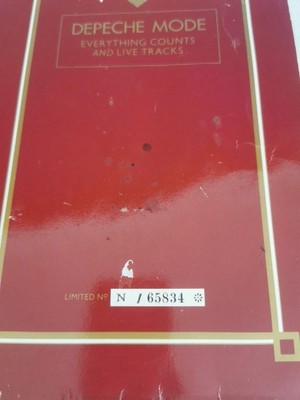 DEPECHE MODE
EVERYTHING COUNTS
AND LIVE TRACKS
LIMITED Nº N / 65834 ✲